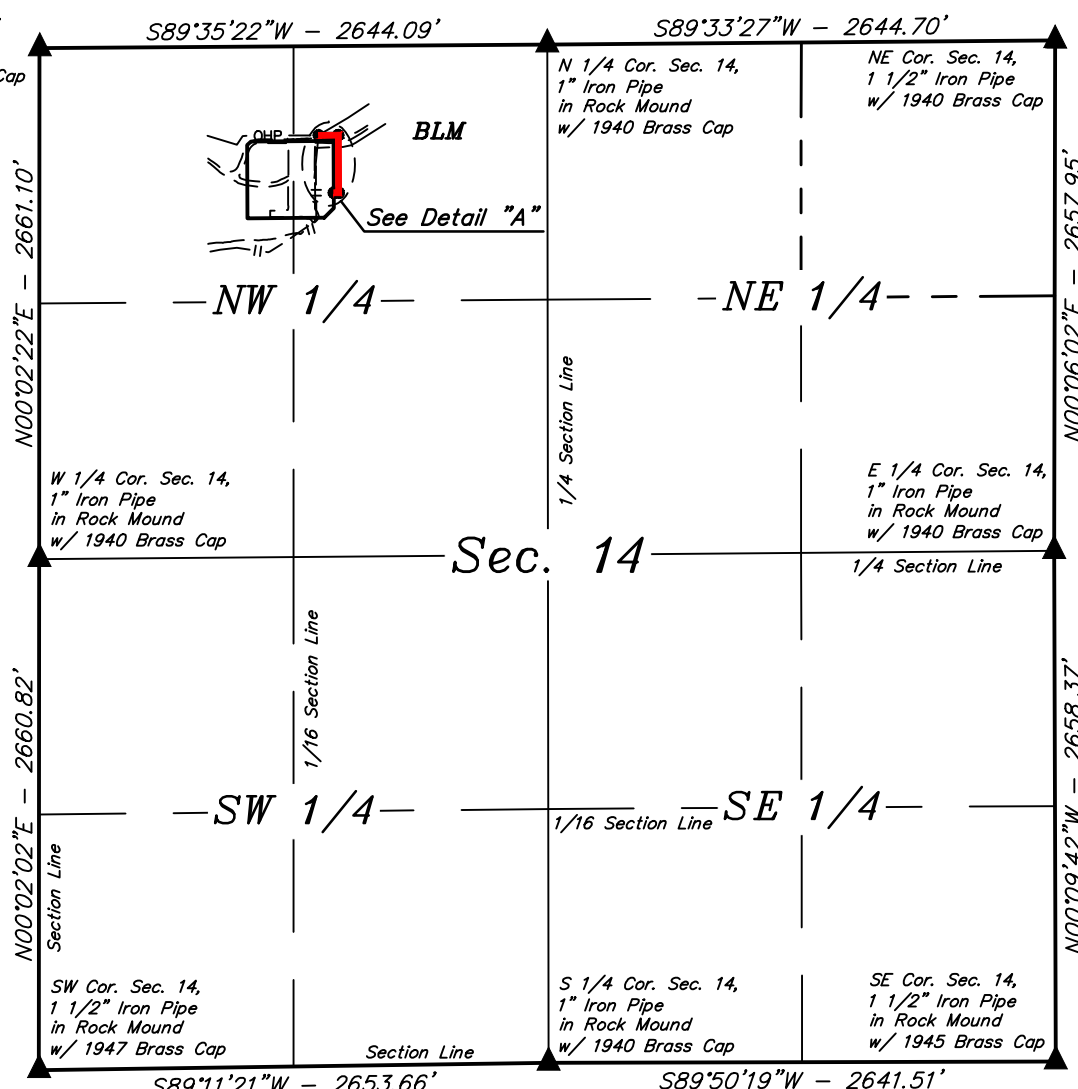 S89°35'22"W - 2644.09'
S89°33'27"W - 2644.70'
Cap
N 1/4 Cor. Sec. 14,
1" Iron Pipe
in Rock Mound
w/ 1940 Brass Cap
NE Cor. Sec. 14,
1 1/2" Iron Pipe
w/ 1940 Brass Cap
OHP
BLM
See Detail "A"
N00°02'22"E - 2661.10'
N00°06'02"E - 2657.95'
NW 1/4
NE 1/4
1/4 Section Line
W 1/4 Cor. Sec. 14,
1" Iron Pipe
in Rock Mound
w/ 1940 Brass Cap
E 1/4 Cor. Sec. 14,
1" Iron Pipe
in Rock Mound
w/ 1940 Brass Cap
Sec. 14
1/4 Section Line
1/16 Section Line
N00°02'02"E - 2660.82'
N00°09'42"W - 2658.37'
SW 1/4
SE 1/4
1/16 Section Line
Section Line
SW Cor. Sec. 14,
1 1/2" Iron Pipe
in Rock Mound
w/ 1947 Brass Cap
S 1/4 Cor. Sec. 14,
1" Iron Pipe
in Rock Mound
w/ 1940 Brass Cap
SE Cor. Sec. 14,
1 1/2" Iron Pipe
in Rock Mound
w/ 1945 Brass Cap
Section Line
S89°11'21"W - 2653.66'
S89°50'19"W - 2641.51'